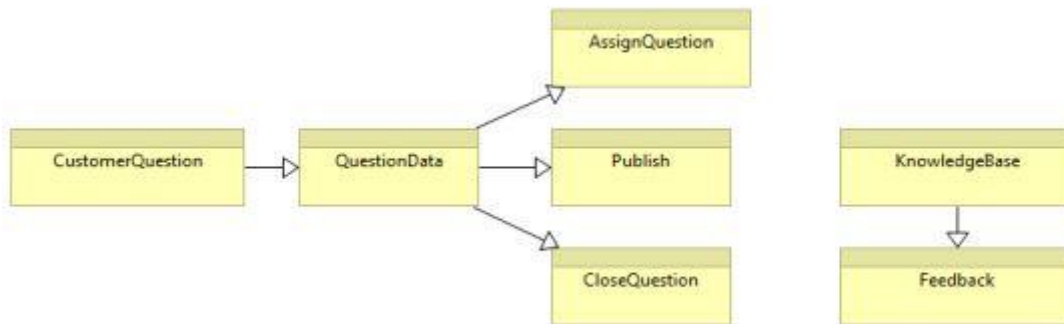 AssignQuestion
CustomerQuestion
QuestionData
Publish
KnowledgeBase
CloseQuestion
Feedback